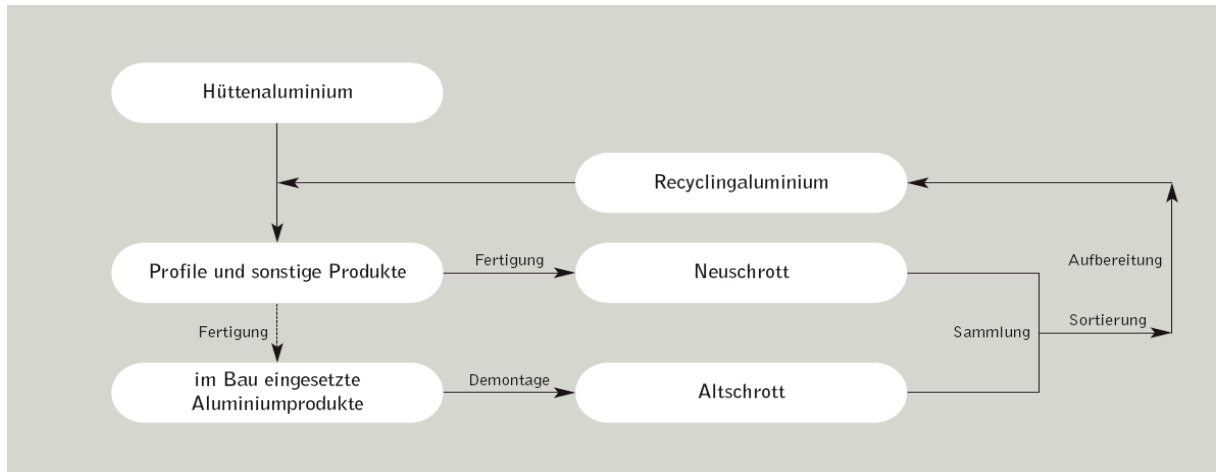 Hüttenaluminium
Recyclingaluminium
Profile und sonstige Produkte
Fertigung
Neuschrott
Aufbereitung
Fertigung
Sammlung
Sortierung
im Bau eingesetzte
Aluminiumprodukte
Demontage
Altschrott